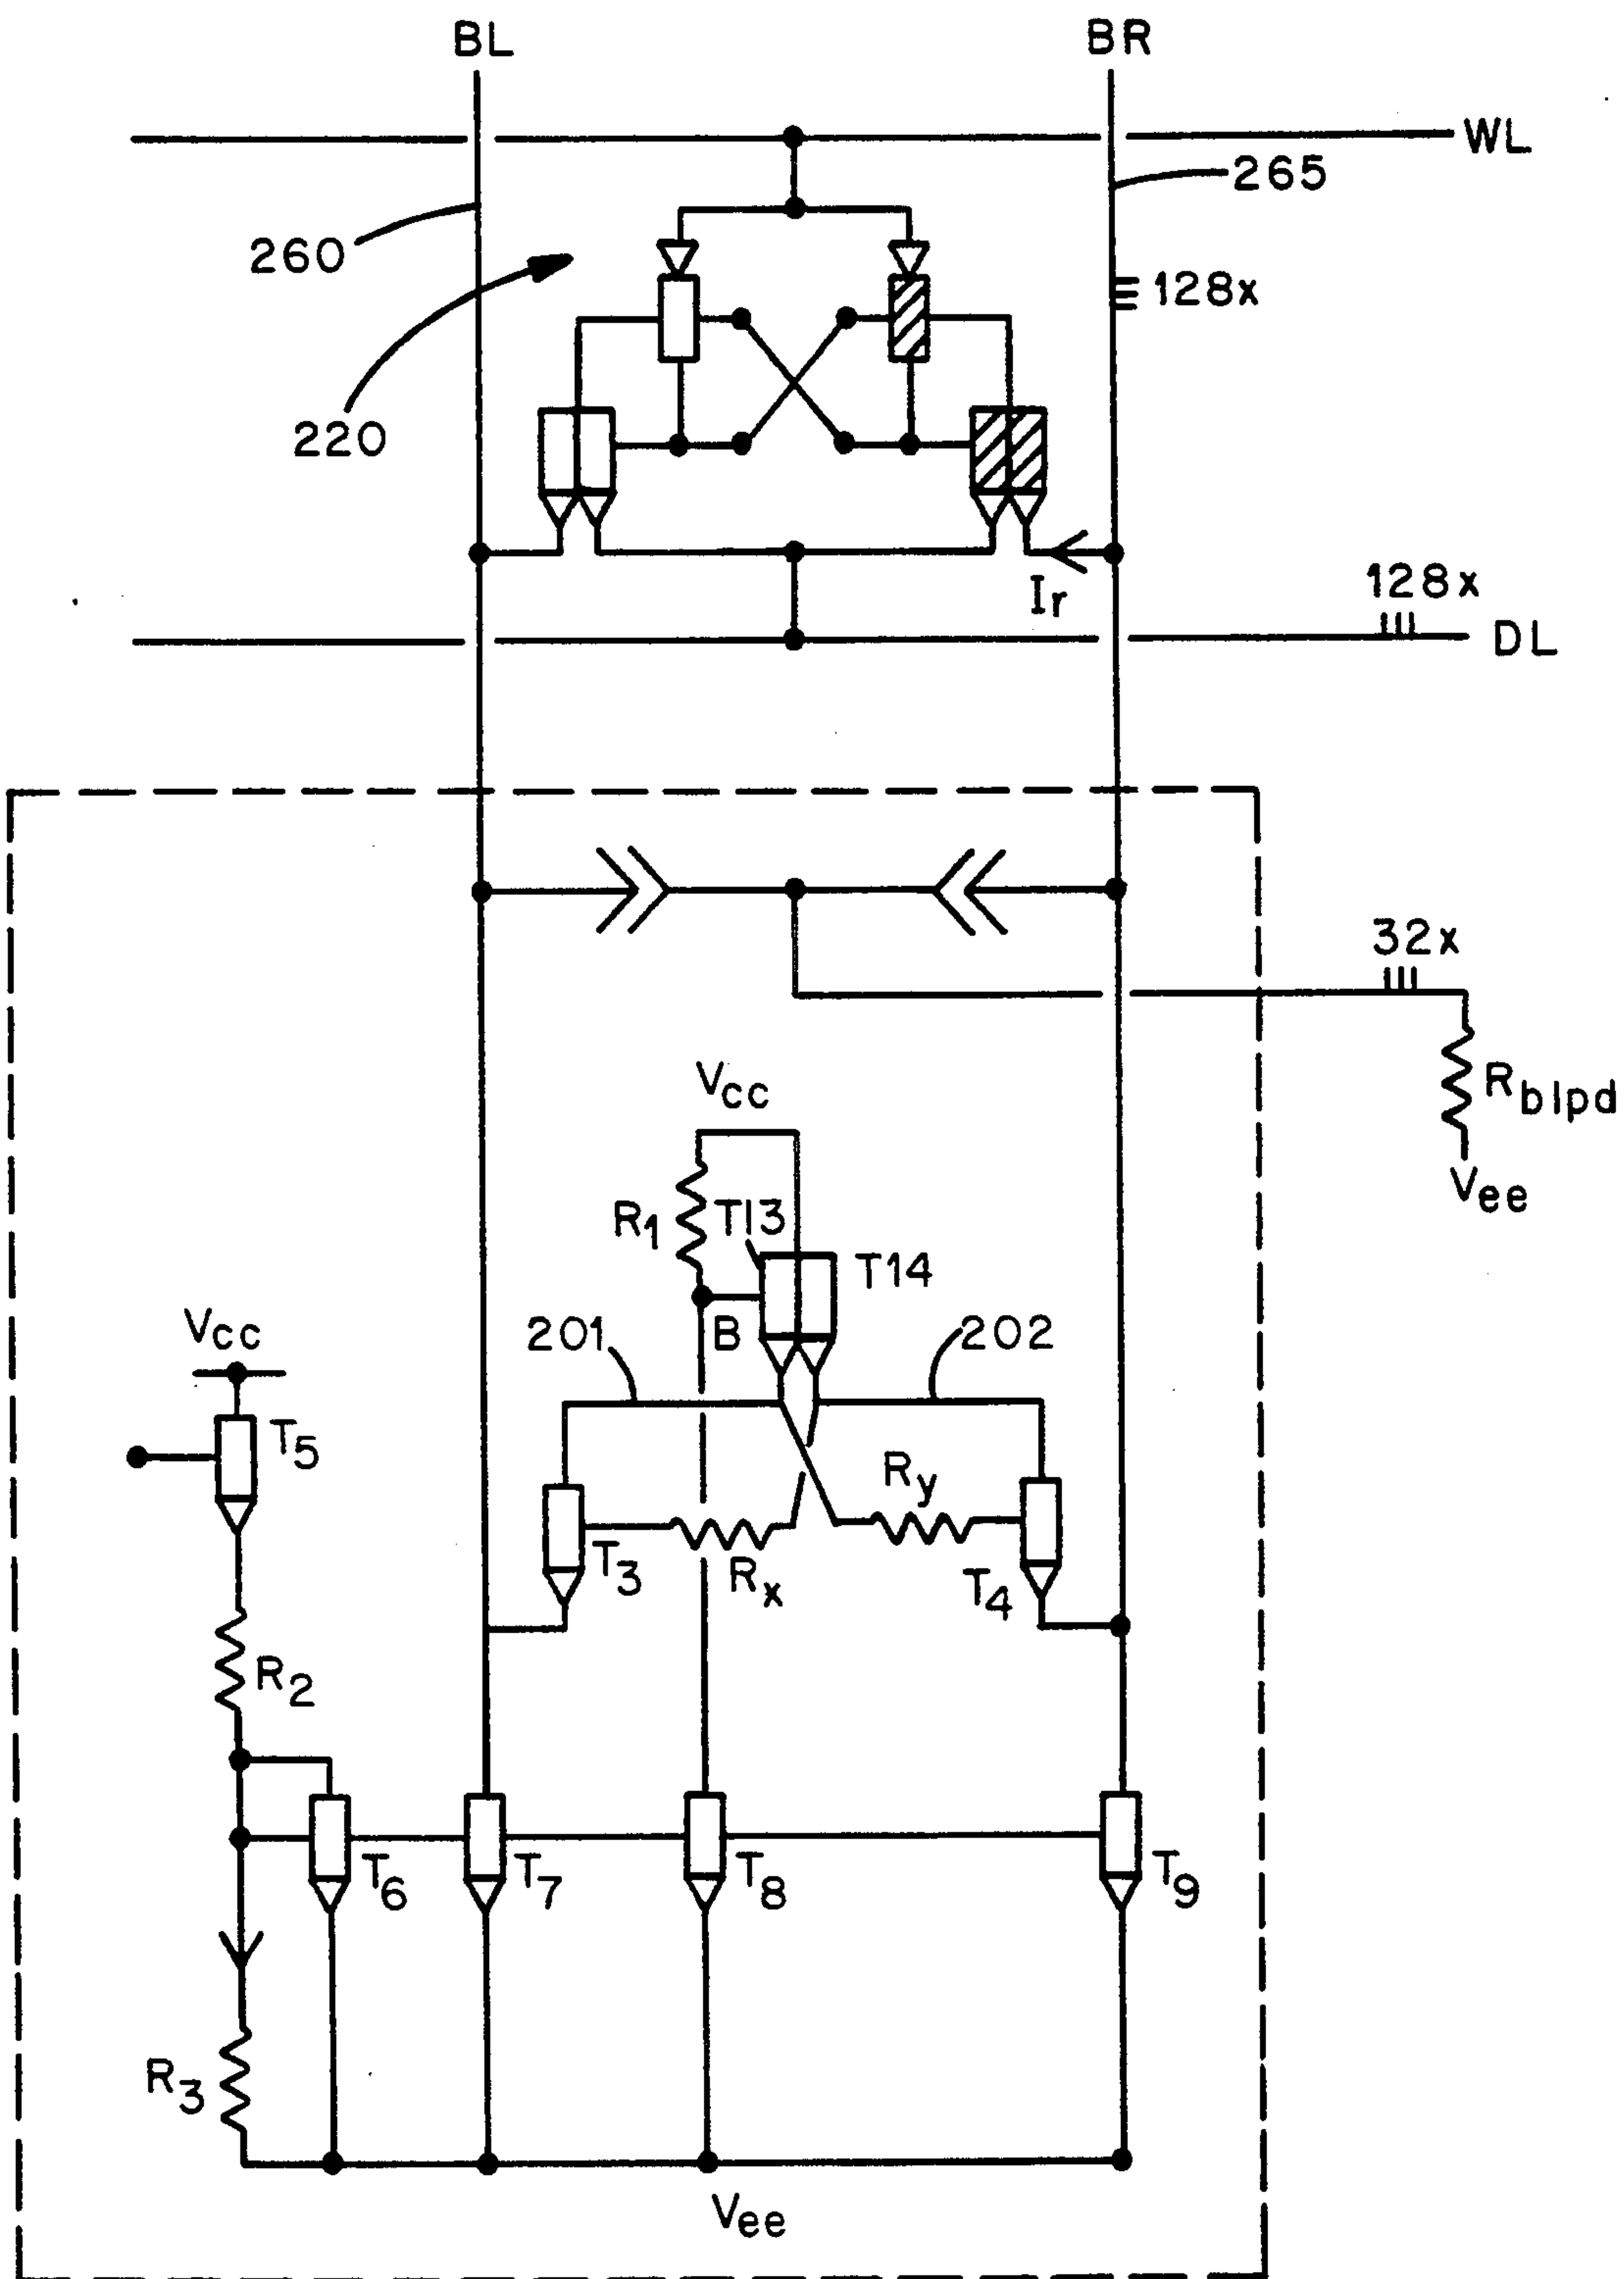 BL
BR
WL
265
260
128x
220
Ir
128x
DL
32x
Rblpd
Vee
Vcc
R1
T13
T14
B
Vcc
201
202
T5
Ry
T3
Rx
T4
R2
T6
T7
T8
T9
R3
Vee